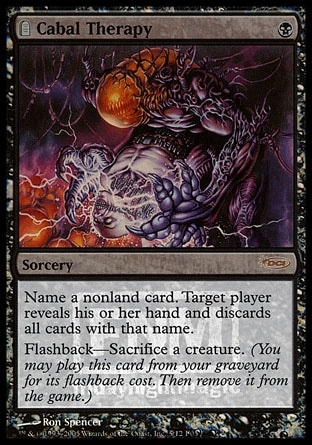 Cabal Therapy
Sorcery
DCI
Name a nonland card. Target player
reveals his or her hand and discards
all cards with that name.
Flashback—Sacrifice a creature. (You
may play this card from your graveyard
for its flashback cost. Then remove it from
the game.)
Ron Spencer